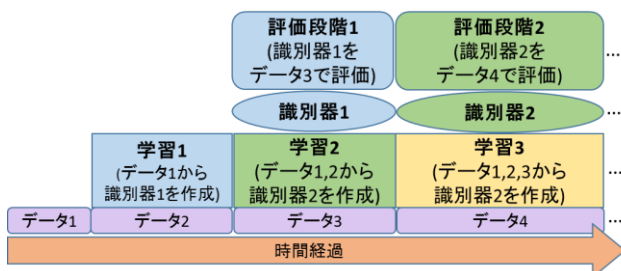 評価段階1
(識別器1を
データ3で評価)
評価段階2
(識別器2を
データ4で評価)
...
識別器1
識別器2
...
学習1
(データ1から
識別器1を作成)
学習2
(データ1,2から
識別器2を作成)
学習3
(データ1,2,3から
識別器2を作成)
...
データ1
データ2
データ3
データ4
...
時間経過